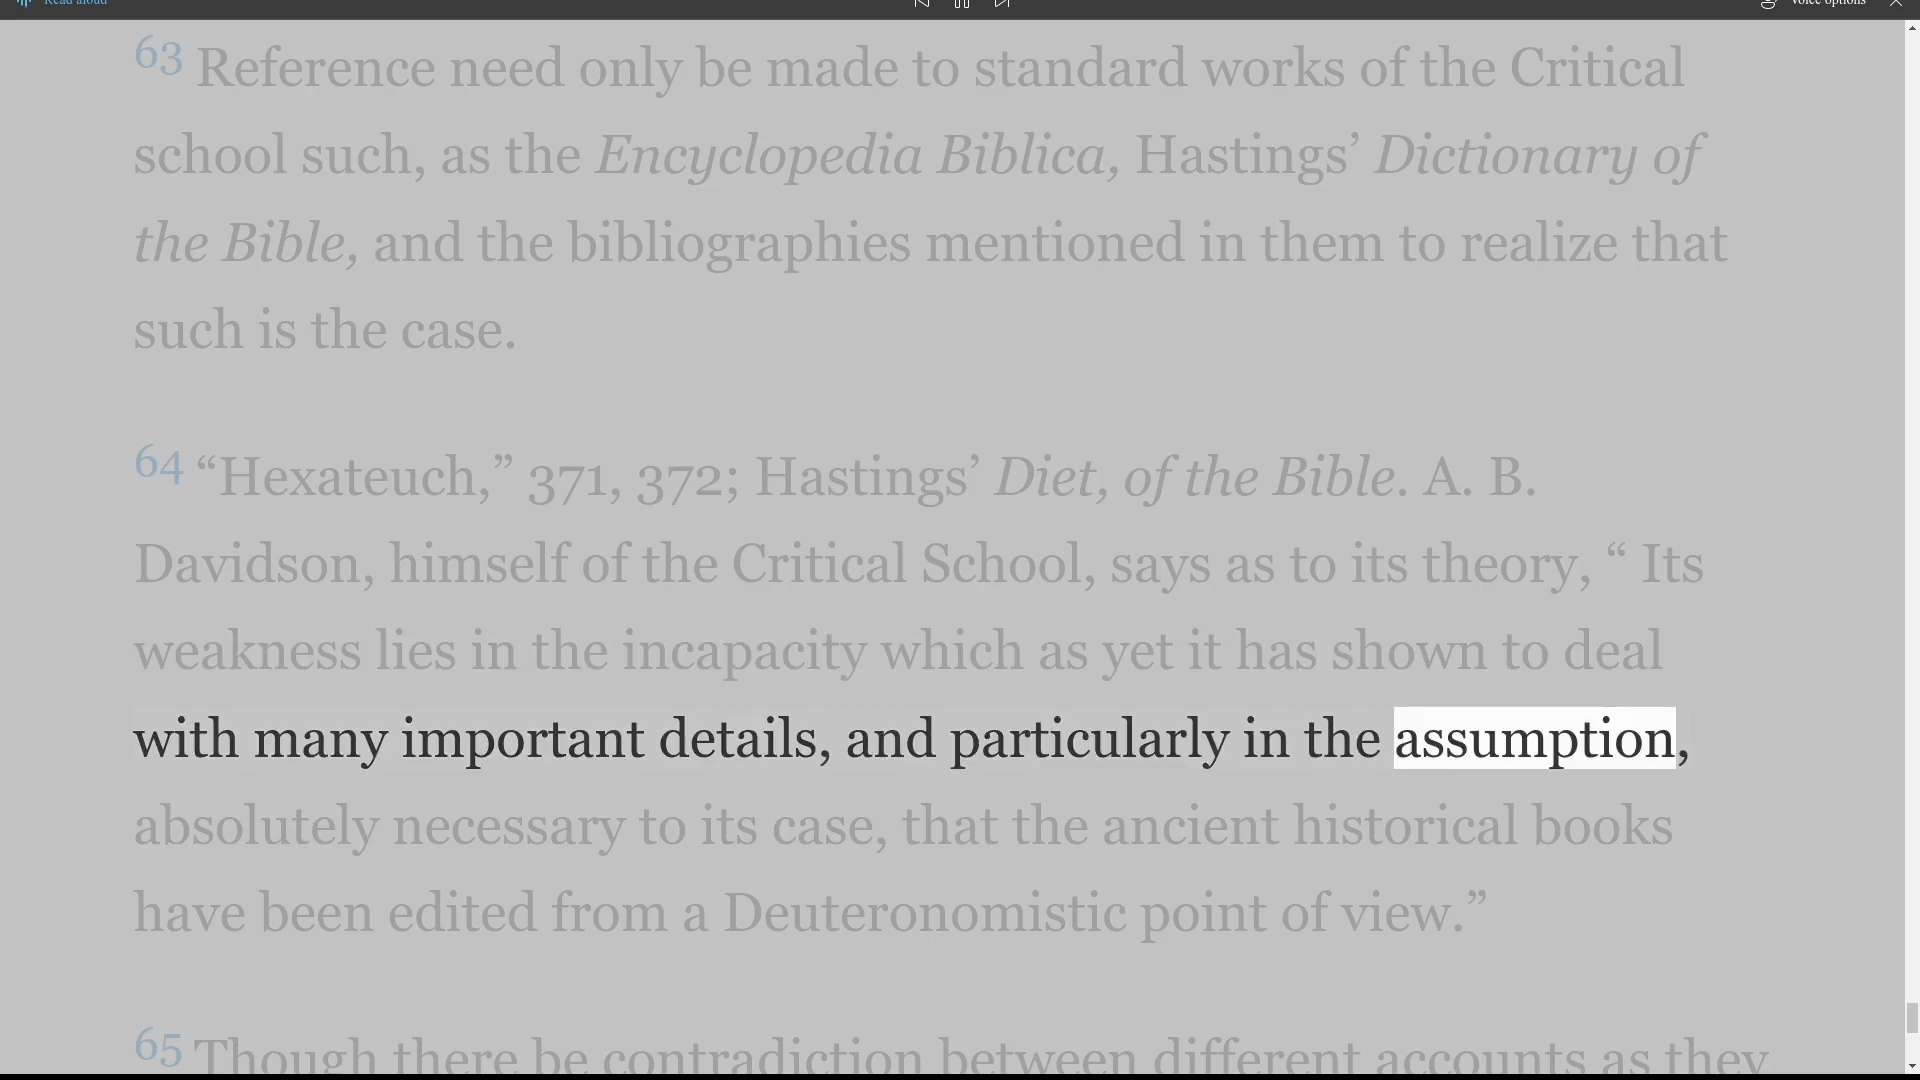 Read aloud
Voice options
63 Reference need only be made to standard works of the Critical
school such, as the Encyclopedia Biblica, Hastings’ Dictionary of
the Bible, and the bibliographies mentioned in them to realize that
such is the case.
64 “Hexateuch,” 371, 372; Hastings’ Diet, of the Bible. A. B.
Davidson, himself of the Critical School, says as to its theory, “ Its
weakness lies in the incapacity which as yet it has shown to deal
with many important details, and particularly in the assumption,
absolutely necessary to its case, that the ancient historical books
have been edited from a Deuteronomistic point of view.”
65 Though there be contradiction between different accounts as they